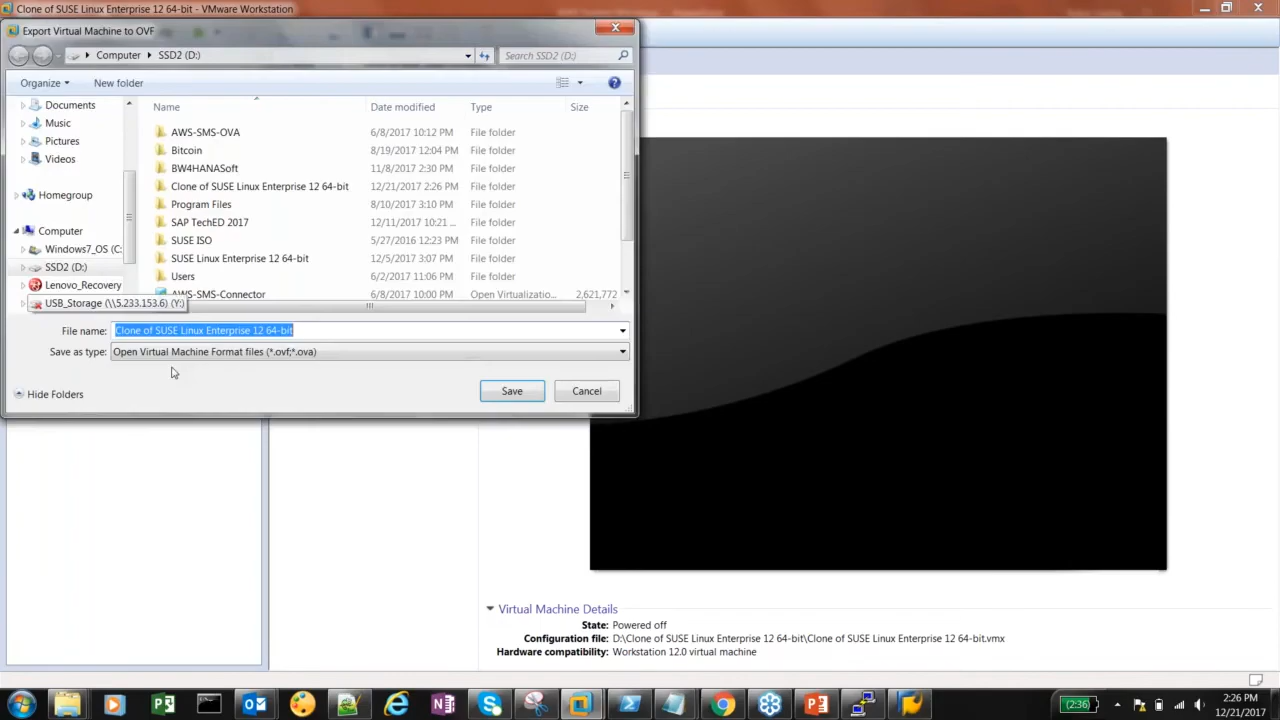 Clone of SUSE Linux Enterprise 12 64-bit - VMware Workstation
Export Virtual Machine to OVF
Computer SSD2 (D:)
Search SSD2 (D:)
Organize New folder
Documents
Music
Pictures
Videos
Homegroup
Computer
Windows7_OS (C:
SSD2 (D:)
Lenovo_Recovery
USB_Storage (\\5.233.153.6) (Y:)
Name Date modified Type Size
AWS-SMS-OVA 6/8/2017 10:12 PM File folder
Bitcoin 8/19/2017 12:04 PM File folder
BW4HANASoft 11/8/2017 2:30 PM File folder
Clone of SUSE Linux Enterprise 12 64-bit 12/21/2017 2:26 PM File folder
Program Files 8/10/2017 3:10 PM File folder
SAP TechED 2017 12/11/2017 10:21 ... File folder
SUSE ISO 5/27/2016 12:23 PM File folder
SUSE Linux Enterprise 12 64-bit 12/5/2017 3:07 PM File folder
Users 6/2/2017 11:06 PM File folder
AWS-SMS-Connector 6/8/2017 10:00 PM Open Virtualizatio... 2,621,772
File name: Clone of SUSE Linux Enterprise 12 64-bit
Save as type: Open Virtual Machine Format files (*.ovf;*.ova)
Hide Folders Save Cancel
Virtual Machine Details
State: Powered off
Configuration file: D:\Clone of SUSE Linux Enterprise 12 64-bit\Clone of SUSE Linux Enterprise 12 64-bit.vmx
Hardware compatibility: Workstation 12.0 virtual machine
(2:36)
2:26 PM
12/21/2017